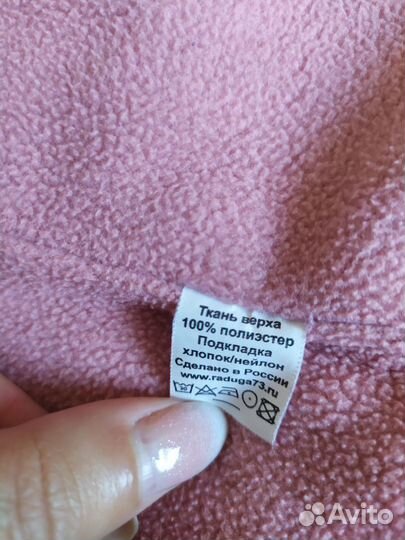 Ткань верха
100% полиэстер
Подкладка
хлопок/нейлон
Сделано в России
www.raduga73.ru
Avito